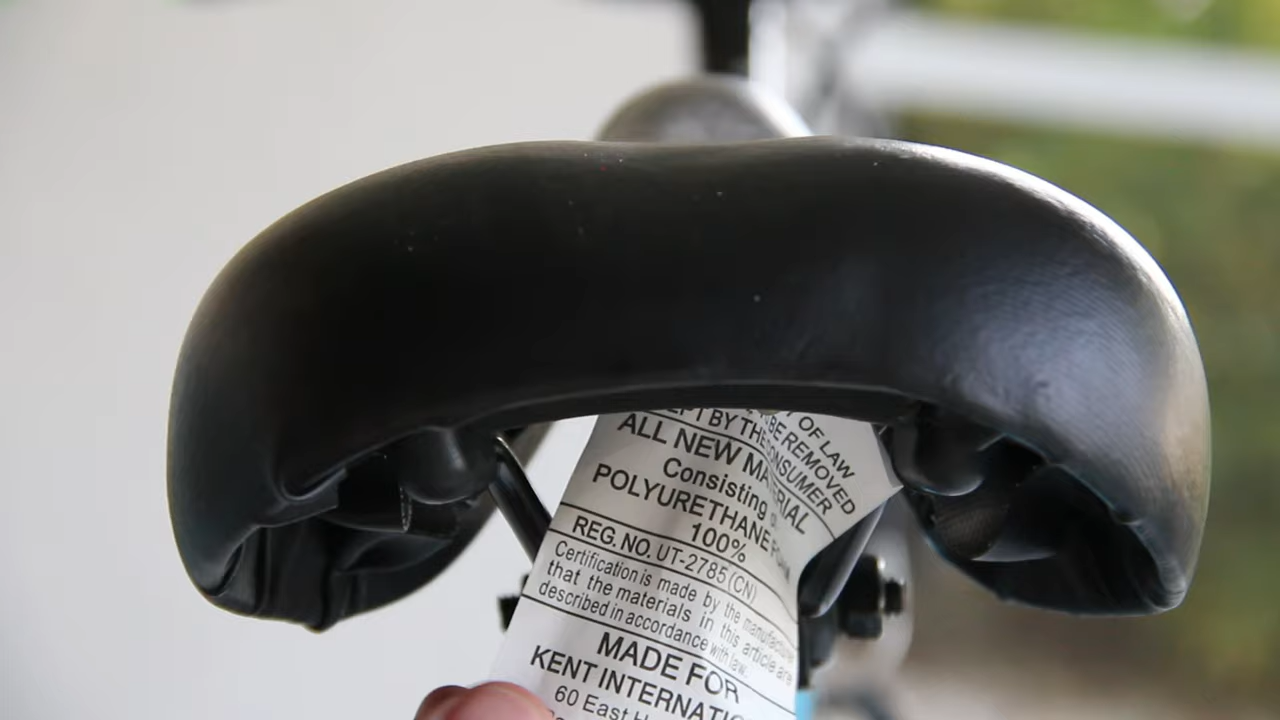 Y OF LAW
BE REMOVED
EPT BY THE CONSUMER
ALL NEW MATERIAL
Consisting
POLYURETHANE FOAM
100%
REG. NO. UT-2785 (CN)
Certification is made by the manufacturer
that the materials in this article are
described in accordance with law.
MADE FOR
KENT INTERNATIO
60 East H